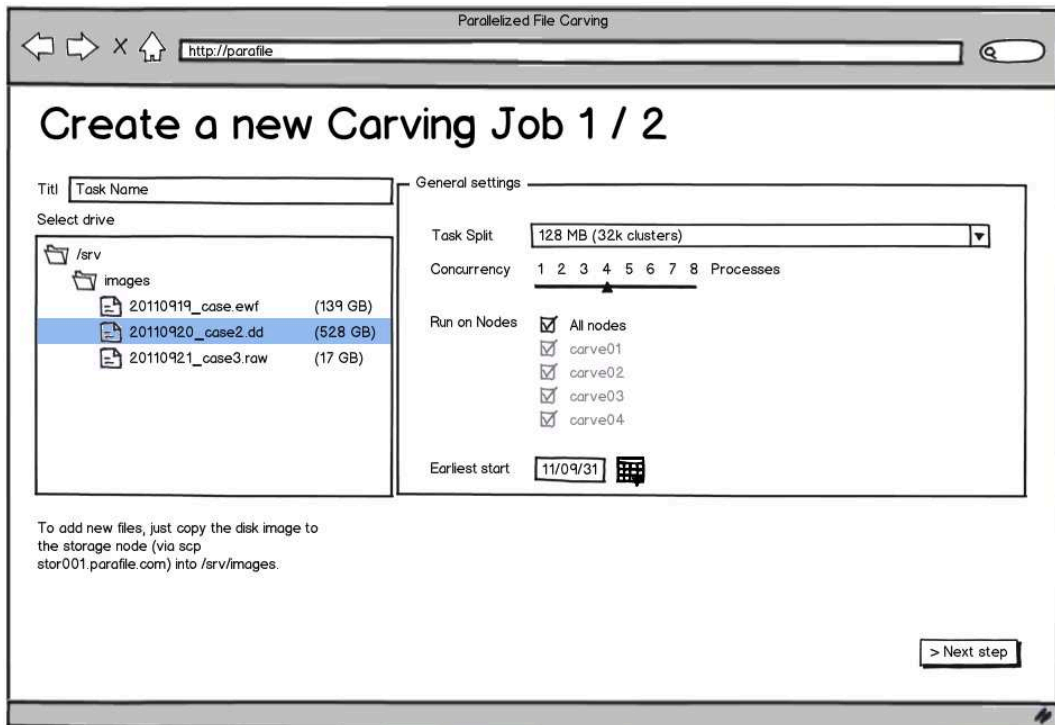 Parallelized File Carving
http://parafile
Create a new Carving Job 1 / 2
Titl Task Name
Select drive
/srv
images
20110919_case.ewf (139 GB)
20110920_case2.dd (528 GB)
20110921_case3.raw (17 GB)
General settings
Task Split 128 MB (32k clusters)
Concurrency 1 2 3 4 5 6 7 8 Processes
Run on Nodes All nodes
carve01
carve02
carve03
carve04
Earliest start 11/09/31
To add new files, just copy the disk image to
the storage node (via scp
stor001.parafile.com) into /srv/images.
> Next step